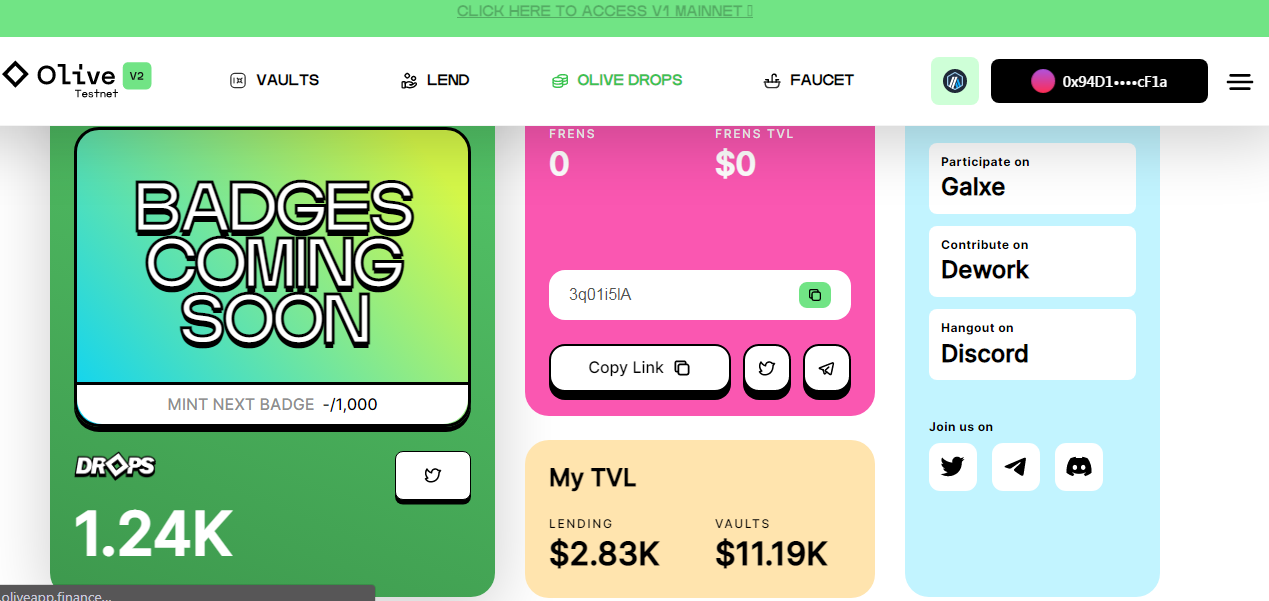 CLICK HERE TO ACCESS V1 MAINNET
Olive V2
Testnet
VAULTS
LEND
OLIVE DROPS
FAUCET
0x94D1••••cF1a
BADGES
COMING
SOON
MINT NEXT BADGE -/1,000
DROPS
1.24K
FRENS
0
FRENS TVL
$0
3q01i5lA
Copy Link
My TVL
LENDING
$2.83K
VAULTS
$11.19K
Participate on
Galxe
Contribute on
Dework
Hangout on
Discord
Join us on
.oliveapp.finance...